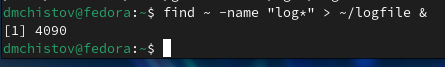 dmchistov@fedora:~$ find ~ -name "log*" > ~/logfile &
[1] 4090
dmchistov@fedora:~$